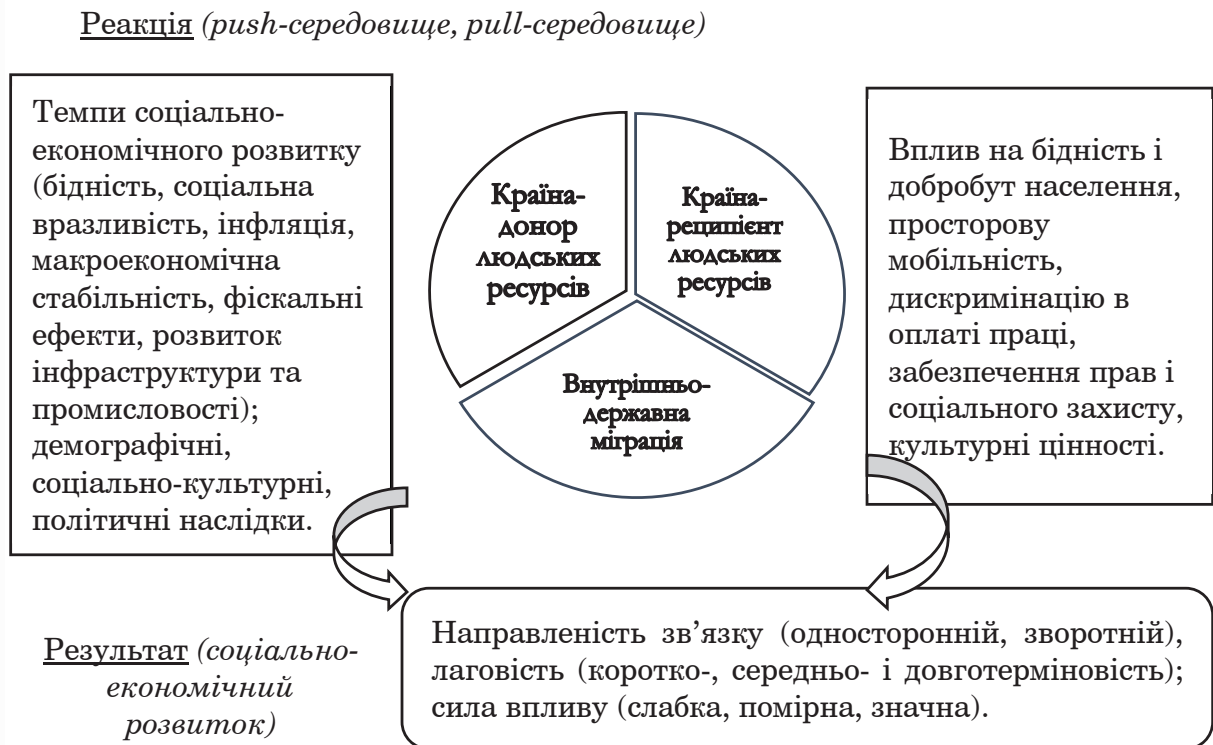 Реакція (push-середовище, pull-середовище)
Темпи соціально-
економічного розвитку
(бідність, соціальна
вразливість, інфляція,
макроекономічна
стабільність, фіскальні
ефекти, розвиток
інфраструктури та
промисловості);
демографічні,
соціально-культурні,
політичні наслідки.
Країна-
донор
людських
ресурсів
Країна-
реципієнт
людських
ресурсів
Внутрішньо-
державна
міграція
Вплив на бідність і
добробут населення,
просторову
мобільність,
дискримінацію в
оплаті праці,
забезпечення прав і
соціального захисту,
культурні цінності.
Результат (соціально-
економічний
розвиток)
Направленість зв’язку (односторонній, зворотній),
лаговість (коротко-, середньо- і довготерміновість);
сила впливу (слабка, помірна, значна).